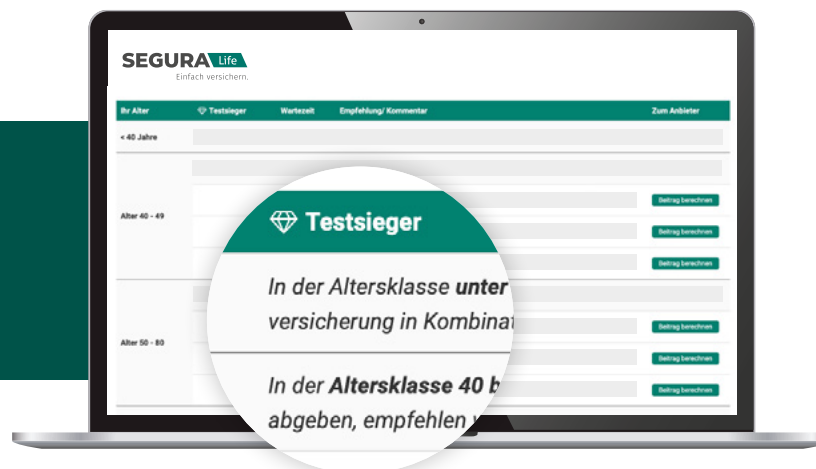 SEGURA Life
Einfach versichern.
Ihr Alter Testsieger Wartezeit Empfehlung/ Kommentar Zum Anbieter
< 40 Jahre
Beitrag berechnen
Alter 40 - 49
Beitrag berechnen
Beitrag berechnen
Beitrag berechnen
Alter 50 - 80
Beitrag berechnen
Beitrag berechnen
Testsieger
In der Altersklasse unter
versicherung in Kombinat
In der Altersklasse 40 b
abgeben, empfehlen